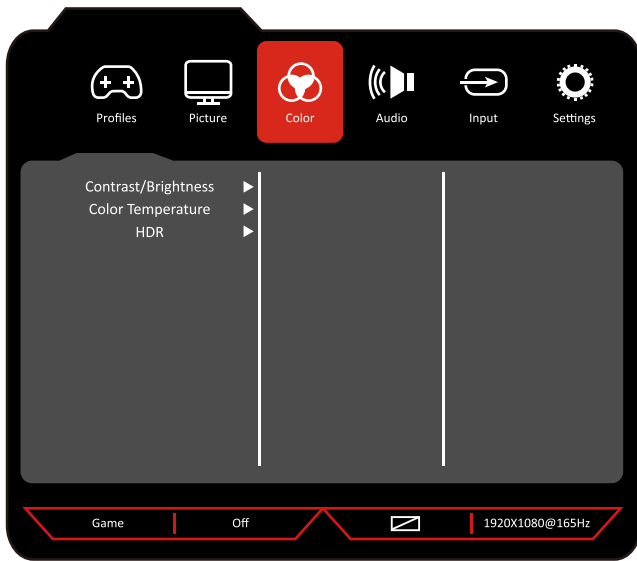 Profiles
Picture
Color
Audio
Input
Settings
Contrast/Brightness
Color Temperature
HDR
Game
Off
1920X1080@165Hz